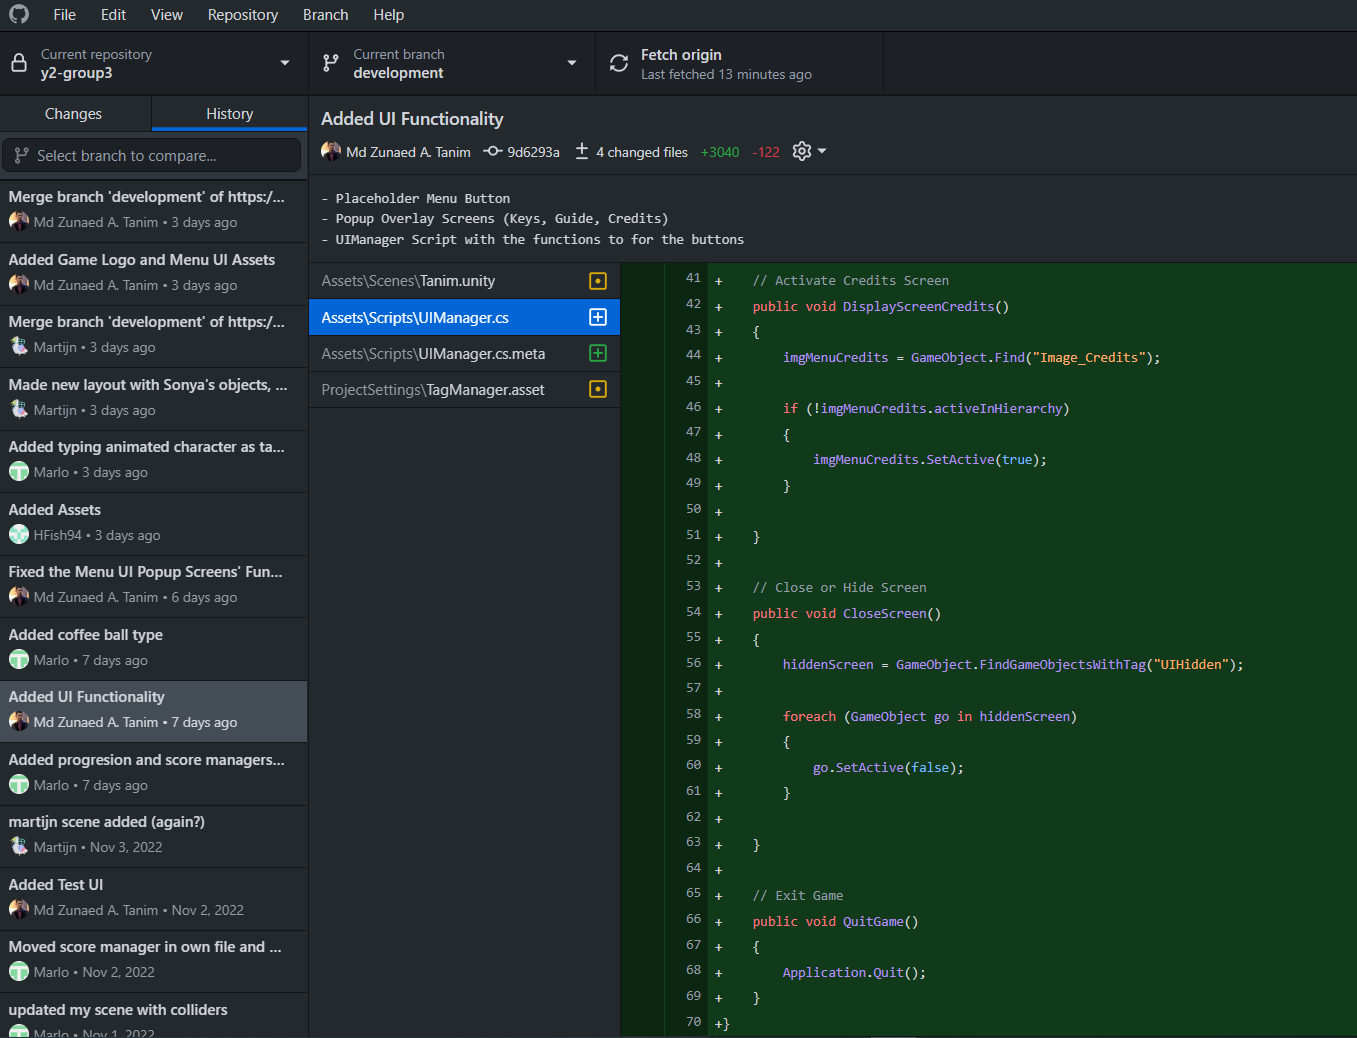 File Edit View Repository Branch Help
Current repository
y2-group3
Current branch
development
Fetch origin
Last fetched 13 minutes ago
Changes
History
Select branch to compare...
Merge branch 'development' of https:/...
Md Zunaed A. Tanim • 3 days ago
Added Game Logo and Menu UI Assets
Md Zunaed A. Tanim • 3 days ago
Merge branch 'development' of https:/...
Martijn • 3 days ago
Made new layout with Sonya's objects, ...
Martijn • 3 days ago
Added typing animated character as ta...
Marlo • 3 days ago
Added Assets
HFish94 • 3 days ago
Fixed the Menu UI Popup Screens' Fun...
Md Zunaed A. Tanim • 6 days ago
Added coffee ball type
Marlo • 7 days ago
Added UI Functionality
Md Zunaed A. Tanim • 7 days ago
Added progresion and score managers...
Marlo • 7 days ago
martijn scene added (again?)
Martijn • Nov 3, 2022
Added Test UI
Md Zunaed A. Tanim • Nov 2, 2022
Moved score manager in own file and ...
Marlo • Nov 2, 2022
updated my scene with colliders
Marlo • Nov 1, 2022
Added UI Functionality
Md Zunaed A. Tanim 9d6293a 4 changed files +3040 -122
- Placeholder Menu Button
- Popup Overlay Screens (Keys, Guide, Credits)
- UIManager Script with the functions to for the buttons
Assets\Scenes\Tanim.unity
Assets\Scripts\UIManager.cs
Assets\Scripts\UIManager.cs.meta
ProjectSettings\TagManager.asset
41 + // Activate Credits Screen
42 + public void DisplayScreenCredits()
43 + {
44 + imgMenuCredits = GameObject.Find("Image_Credits");
45 +
46 + if (!imgMenuCredits.activeInHierarchy)
47 + {
48 + imgMenuCredits.SetActive(true);
49 + }
50 +
51 + }
52 +
53 + // Close or Hide Screen
54 + public void CloseScreen()
55 + {
56 + hiddenScreen = GameObject.FindGameObjectsWithTag("UIHidden");
57 +
58 + foreach (GameObject go in hiddenScreen)
59 + {
60 + go.SetActive(false);
61 + }
62 +
63 + }
64 +
65 + // Exit Game
66 + public void QuitGame()
67 + {
68 + Application.Quit();
69 + }
70 +}